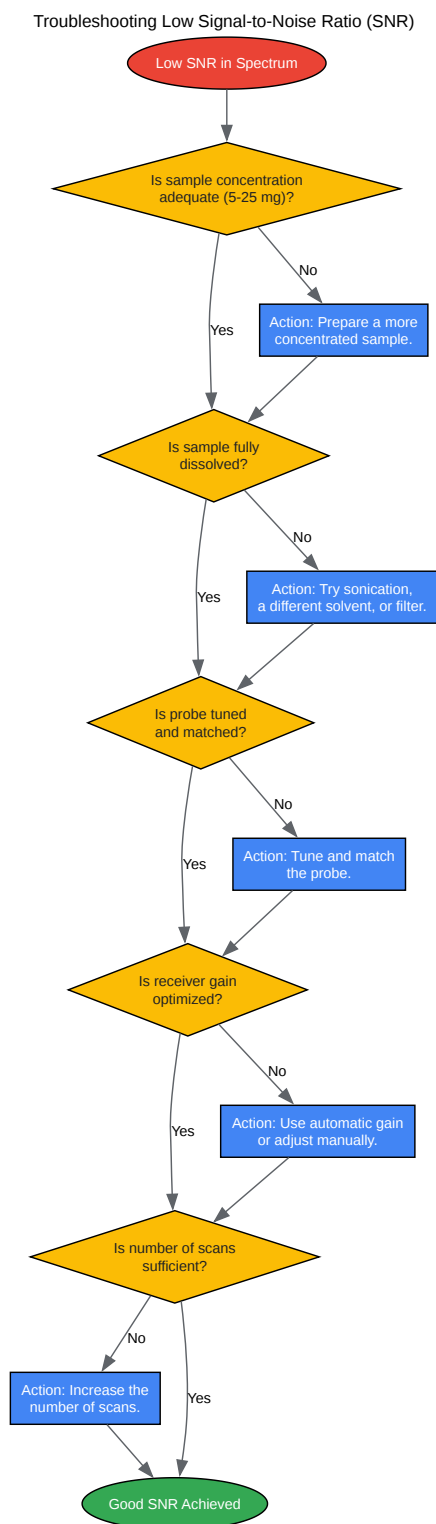 Troubleshooting Low Signal-to-Noise Ratio (SNR)
Low SNR in Spectrum
Is sample concentration
adequate (5-25 mg)?
No
Yes
Action: Prepare a more
concentrated sample.
Is sample fully
dissolved?
No
Yes
Action: Try sonication,
a different solvent, or filter.
Is probe tuned
and matched?
No
Yes
Action: Tune and match
the probe.
Is receiver gain
optimized?
No
Yes
Action: Use automatic gain
or adjust manually.
Is number of scans
sufficient?
No
Yes
Action: Increase the
number of scans.
Good SNR Achieved